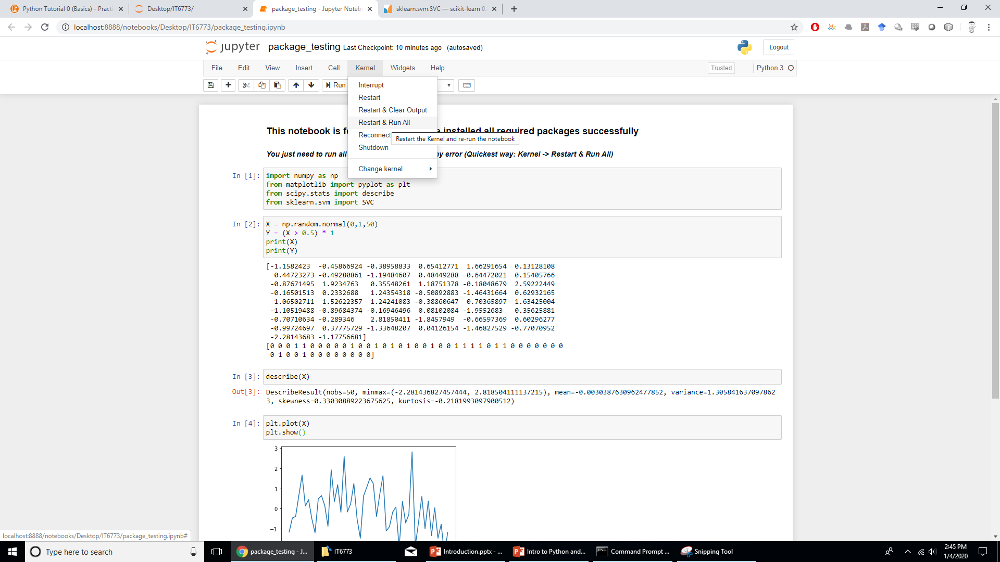 Python Tutorial 0 (Basics) - Practi
Desktop/IT6773/
package_testing - Jupyter Noteb
sklearn.svm.SVC — scikit-learn 0.
localhost:8888/notebooks/Desktop/IT6773/package_testing.ipynb
jupyter package_testing Last Checkpoint: 10 minutes ago (autosaved)
Logout
File Edit View Insert Cell Kernel Widgets Help
Trusted
Python 3
Run
Interrupt
Restart
Restart & Clear Output
Restart & Run All
Reconnect
Shutdown
Change kernel
Restart the Kernel and re-run the notebook
This notebook is installed all required packages successfully
You just need to run all error (Quickest way: Kernel -> Restart & Run All)
In [1]: import numpy as np
from matplotlib import pyplot as plt
from scipy.stats import describe
from sklearn.svm import SVC
In [2]: X = np.random.normal(0,1,50)
Y = (X > 0.5) * 1
print(X)
print(Y)
[-1.1582423 -0.45866924 -0.38958833 0.65412771 1.66291654 0.13128108
0.44723273 -0.49280861 -1.19484607 0.48449288 0.64472021 0.15405766
-0.87671495 1.9234763 0.35548261 1.18751378 -0.18048679 2.59222449
-0.16501513 0.2332688 1.24354318 -0.50892883 -1.46431664 0.62932165
1.06502711 1.52622357 1.24241083 -0.38860647 0.70365897 1.63425004
-1.10519488 -0.89684374 -0.16946496 0.08102084 -1.9552683 0.35625881
-0.70710634 -0.289346 2.81850411 -1.8457949 -0.66597369 0.60296277
-0.99724697 0.37775729 -1.33648207 0.04126154 -1.46827529 -0.77070952
-2.28143683 -1.17756681]
[0 0 0 1 1 0 0 0 0 0 1 0 0 1 0 1 0 1 0 0 1 0 0 1 1 1 1 0 1 1 0 0 0 0 0 0 0
0 1 0 0 1 0 0 0 0 0 0 0 0]
In [3]: describe(X)
Out[3]: DescribeResult(nobs=50, minmax=(-2.281436827457444, 2.818504111137215), mean=-0.0030387630962477852, variance=1.305841637097862
3, skewness=0.33030889223675625, kurtosis=-0.2181993097900512)
In [4]: plt.plot(X)
plt.show()
3
2
1
0
−1
localhost:8888/notebooks/Desktop/IT6773/package_testing.ipynb#
Type here to search
package_testing - J...
IT6773
Introduction.pptx - ...
Intro to Python and...
Command Prompt ...
Snipping Tool
2:45 PM
1/4/2020